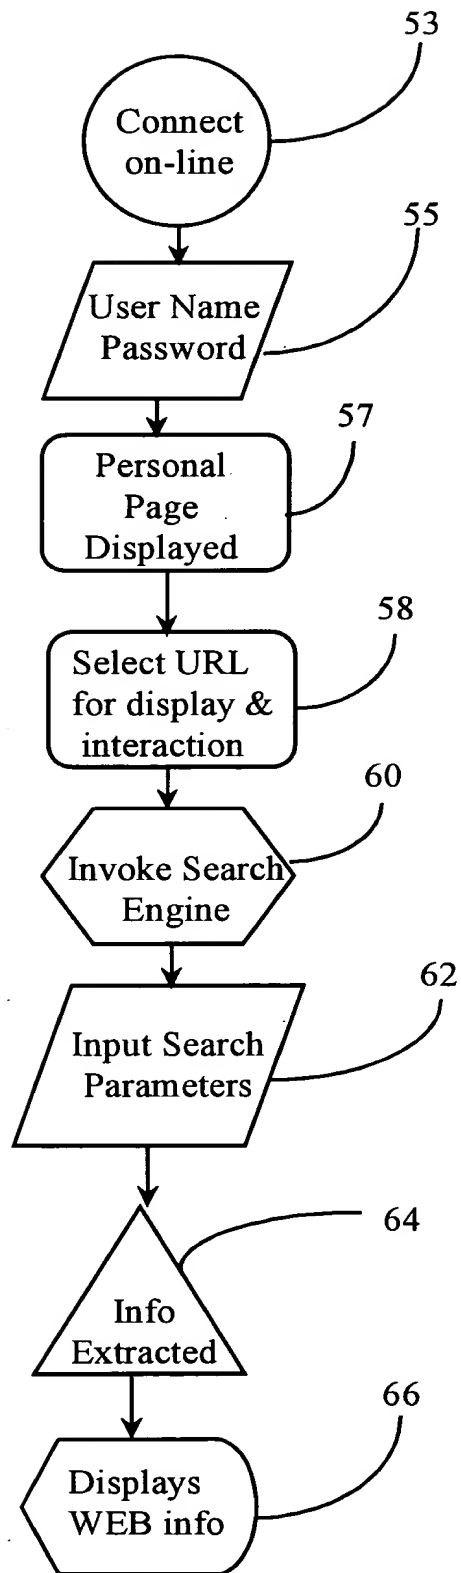 53
Connect
on-line
55
User Name
Password
57
Personal
Page
Displayed
58
Select URL
for display &
interaction
60
Invoke Search
Engine
62
Input Search
Parameters
64
Info
Extracted
66
Displays
WEB info